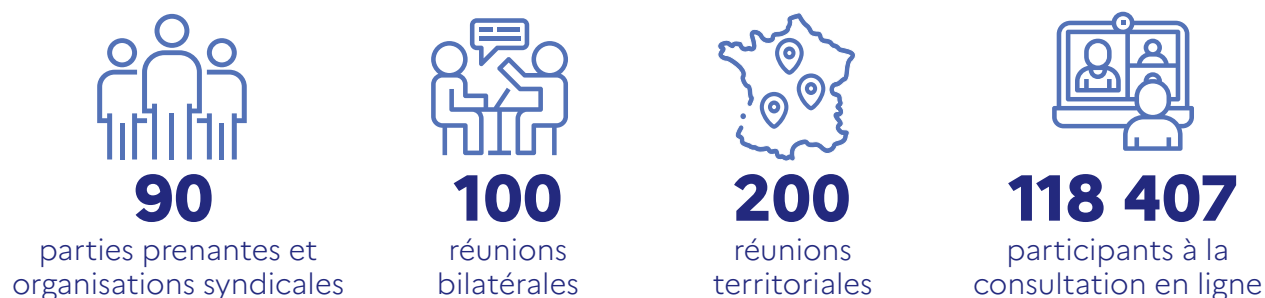 90
parties prenantes et
organisations syndicales
100
réunions
bilatérales
200
réunions
territoriales
118 407
participants à la
consultation en ligne